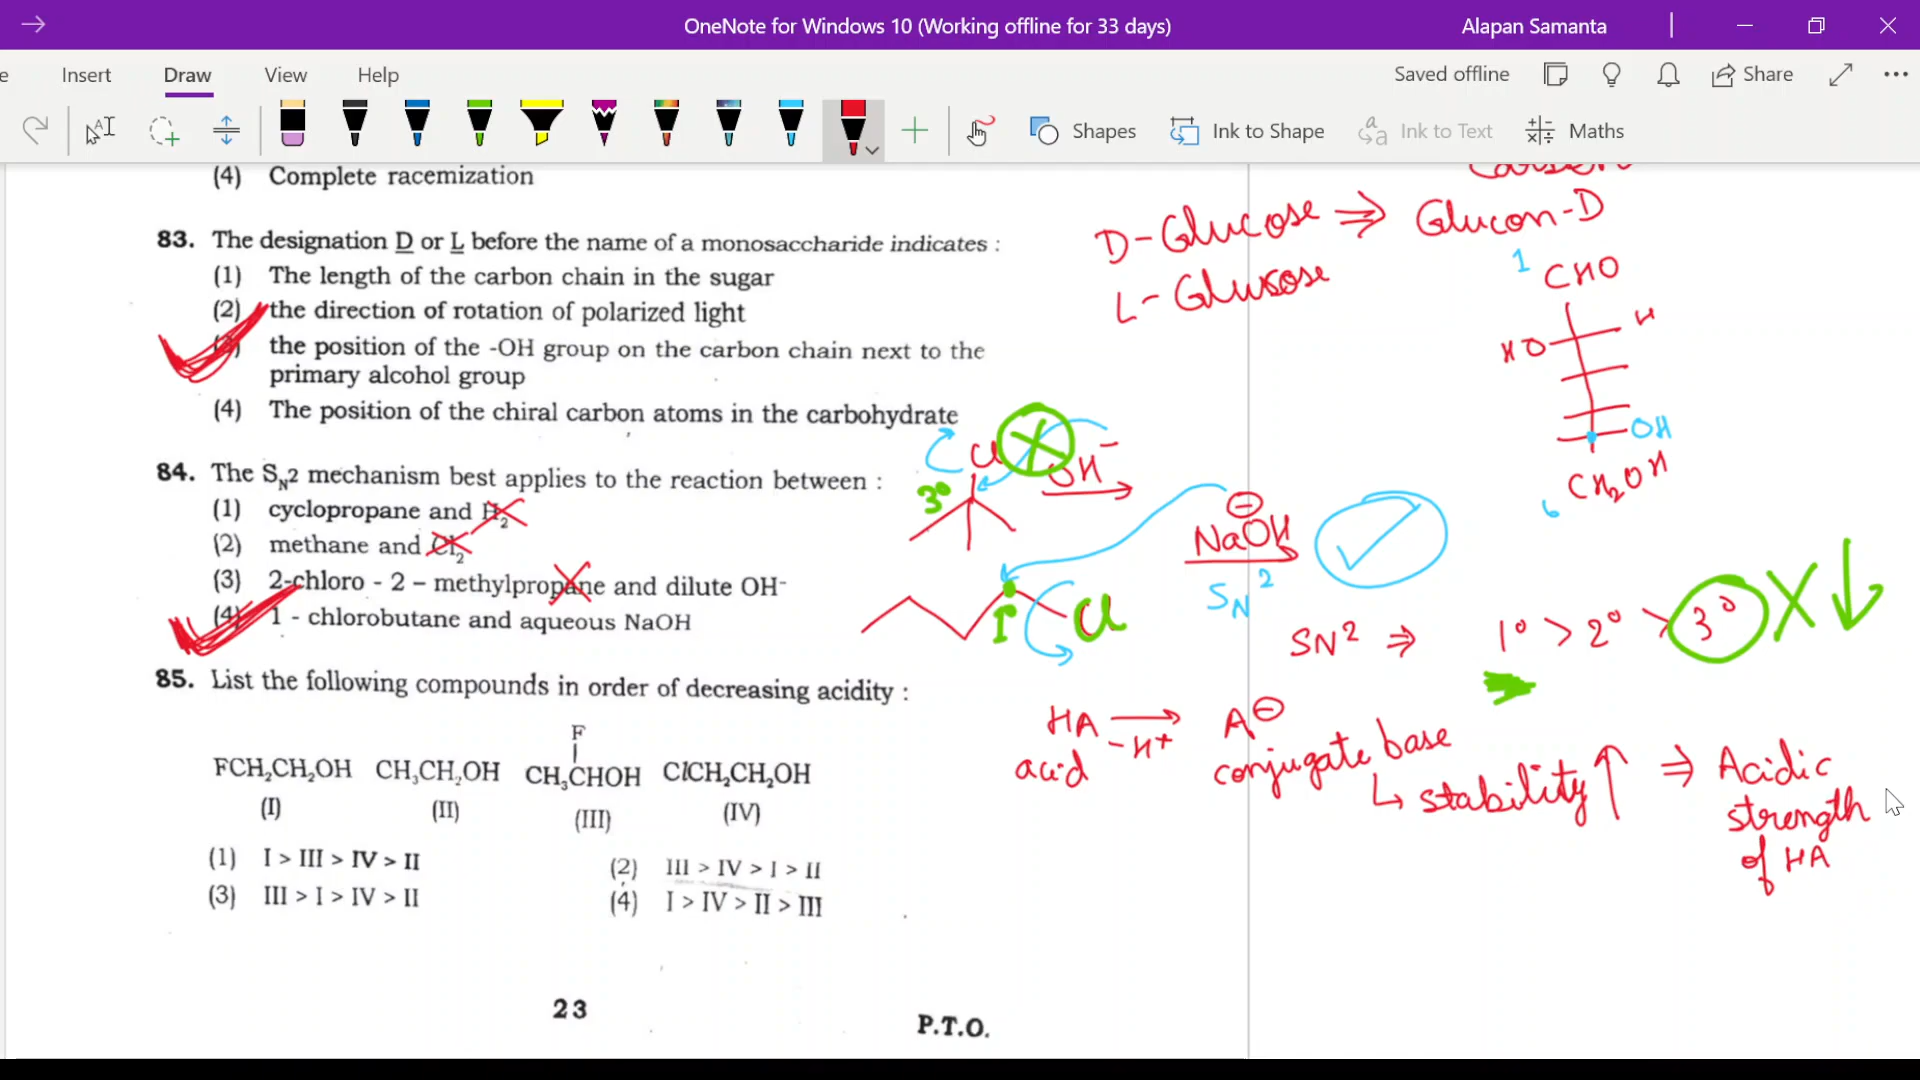 OneNote for Windows 10 (Working offline for 33 days)
Alapan Samanta
Insert
Draw
View
Help
Saved offline
Share
Shapes
Ink to Shape
Ink to Text
Maths
(4) Complete racemization
83. The designation D or L before the name of a monosaccharide indicates :
(1) The length of the carbon chain in the sugar
(2) the direction of rotation of polarized light
the position of the -OH group on the carbon chain next to the
primary alcohol group
(4) The position of the chiral carbon atoms in the carbohydrate
84. The SN2 mechanism best applies to the reaction between :
(1) cyclopropane and H₂
(2) methane and Cl₂
(3) 2-chloro - 2 – methylpropane and dilute OH⁻
(4) 1 - chlorobutane and aqueous NaOH
85. List the following compounds in order of decreasing acidity :
F
FCH₂CH₂OH CH₃CH₂OH CH₃CHOH ClCH₂CH₂OH
(I) (II) (III) (IV)
(1) I > III > IV > II (2) III > IV > I > II
(3) III > I > IV > II (4) I > IV > II > III
23
P.T.O.
D-Glucose ⇒ Glucon-D
L-Glucose
1 CHO
HO H
OH
6 CH₂OH
Cl
OH⁻
3°
⊖
NaOH
SN2
1°
Cl
SN2 ⇒ 1° > 2° > 3° X ↓
HA → A⊖
-H+
acid conjugate base
↳ stability ↑ ⇒ Acidic
strength
of HA